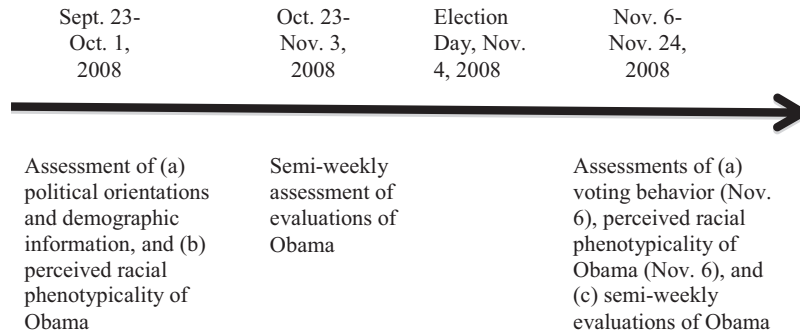 Sept. 23-
Oct. 1,
2008
Oct. 23-
Nov. 3,
2008
Election
Day, Nov.
4, 2008
Nov. 6-
Nov. 24,
2008
Assessment of (a)
political orientations
and demographic
information, and (b)
perceived racial
phenotypicality of
Obama
Semi-weekly
assessment of
evaluations of
Obama
Assessments of (a)
voting behavior (Nov.
6), perceived racial
phenotypicality of
Obama (Nov. 6), and
(c) semi-weekly
evaluations of Obama